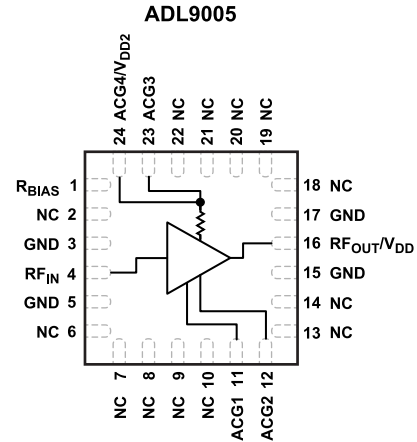 ADL9005
24 ACG4/VDD2
23 ACG3
22 NC
21 NC
20 NC
19 NC
RBIAS 1
NC 2
GND 3
RFIN 4
GND 5
NC 6
18 NC
17 GND
16 RFOUT/VDD
15 GND
14 NC
13 NC
NC 7
NC 8
NC 9
NC 10
ACG1 11
ACG2 12